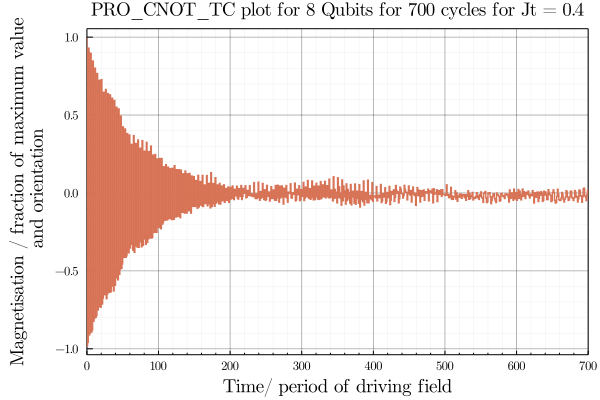 PRO_CNOT_TC plot for 8 Qubits for 700 cycles for Jt = 0.4
Magnetisation / fraction of maximum value
and orientation
1.0
0.5
0.0
−0.5
−1.0
0 100 200 300 400 500 600 700
Time/ period of driving field